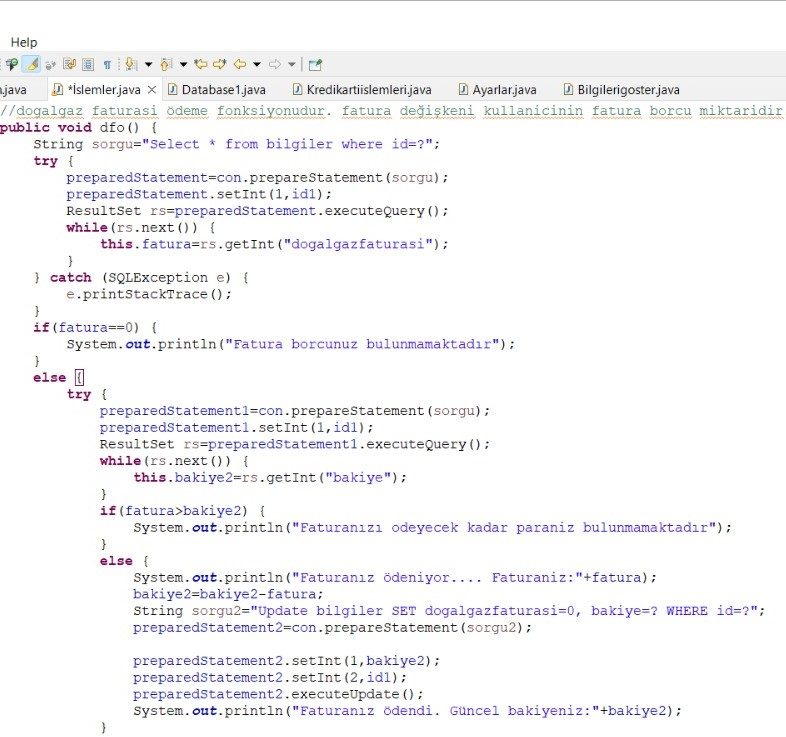 Help
.java
*İslemler.java
Database1.java
Kredikartiislemleri.java
Ayarlar.java
Bilgilerigoster.java
//dogalgaz faturasi ödeme fonksiyonudur. fatura değişkeni kullanicinin fatura borcu miktaridir
public void dfo() {
    String sorgu="Select * from bilgiler where id=?";
    try {
        preparedStatement=con.prepareStatement(sorgu);
        preparedStatement.setInt(1,id1);
        ResultSet rs=preparedStatement.executeQuery();
        while(rs.next()) {
            this.fatura=rs.getInt("dogalgazfaturasi");
        }
    } catch (SQLException e) {
        e.printStackTrace();
    }
    if(fatura==0) {
        System.out.println("Fatura borcunuz bulunmamaktadır");
    }
    else {
        try {
            preparedStatement1=con.prepareStatement(sorgu);
            preparedStatement1.setInt(1,id1);
            ResultSet rs=preparedStatement1.executeQuery();
            while(rs.next()) {
                this.bakiye2=rs.getInt("bakiye");
            }
            if(fatura>bakiye2) {
                System.out.println("Faturanızı odeyecek kadar paraniz bulunmamaktadır");
            }
            else {
                System.out.println("Faturanız ödeniyor.... Faturaniz:"+fatura);
                bakiye2=bakiye2-fatura;
                String sorgu2="Update bilgiler SET dogalgazfaturasi=0, bakiye=? WHERE id=?";
                preparedStatement2=con.prepareStatement(sorgu2);
                preparedStatement2.setInt(1,bakiye2);
                preparedStatement2.setInt(2,id1);
                preparedStatement2.executeUpdate();
                System.out.println("Faturanız ödendi. Güncel bakiyeniz:"+bakiye2);
            }